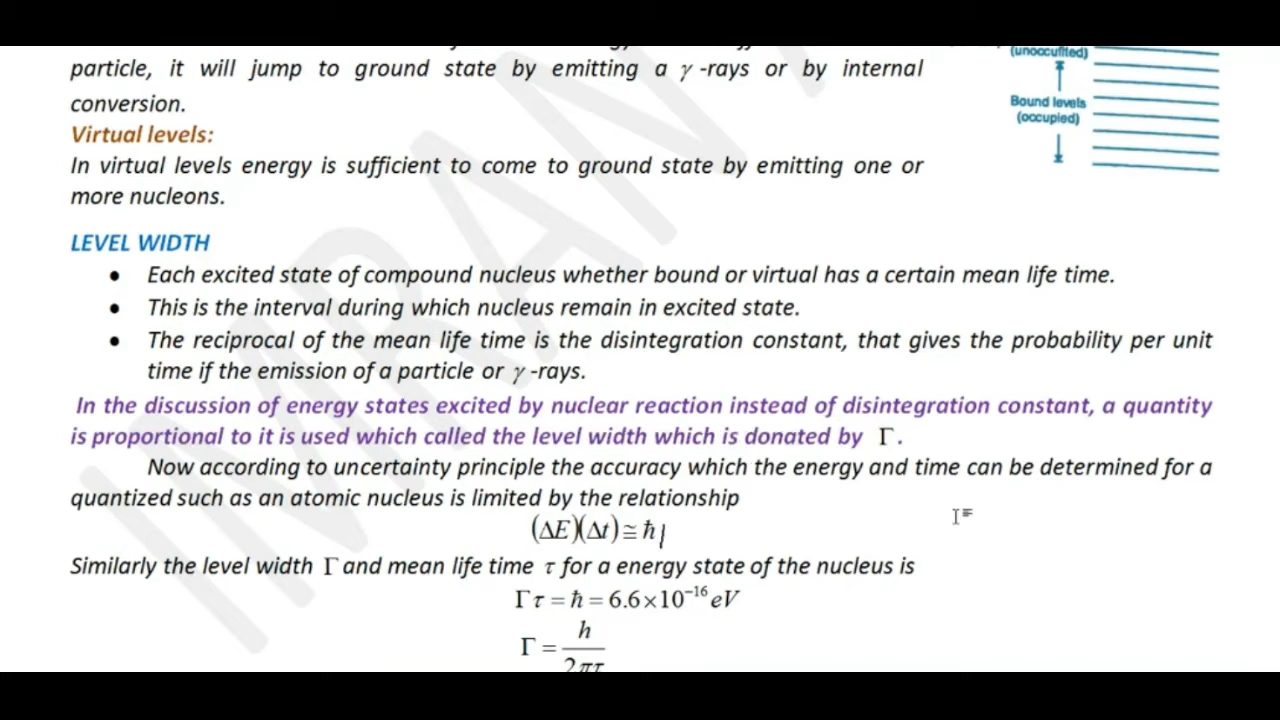 particle, it will jump to ground state by emitting a γ -rays or by internal
conversion.
(unoccuffted)
Bound levels
(occupied)
Virtual levels:
In virtual levels energy is sufficient to come to ground state by emitting one or
more nucleons.
LEVEL WIDTH
• Each excited state of compound nucleus whether bound or virtual has a certain mean life time.
• This is the interval during which nucleus remain in excited state.
• The reciprocal of the mean life time is the disintegration constant, that gives the probability per unit
time if the emission of a particle or γ -rays.
In the discussion of energy states excited by nuclear reaction instead of disintegration constant, a quantity
is proportional to it is used which called the level width which is donated by Γ.
Now according to uncertainty principle the accuracy which the energy and time can be determined for a
quantized such as an atomic nucleus is limited by the relationship
(ΔE)(Δt) ≅ ħ
Similarly the level width Γ and mean life time τ for a energy state of the nucleus is
Γτ = ħ = 6.6×10⁻¹⁶ eV
Γ = h / 2πτ
IMRAN